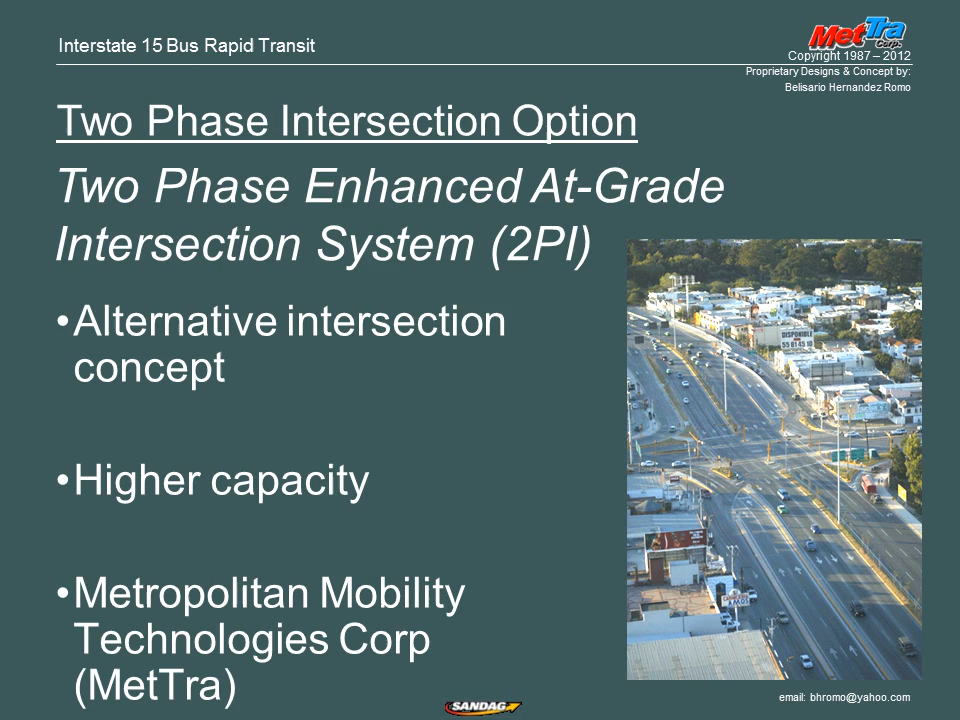 Interstate 15 Bus Rapid Transit
MetTra
Corp.
Copyright 1987 – 2012
Proprietary Designs & Concept by:
Belisario Hernandez Romo
Two Phase Intersection Option
Two Phase Enhanced At-Grade
Intersection System (2PI)
•Alternative intersection
concept
•Higher capacity
•Metropolitan Mobility
Technologies Corp
(MetTra)
DISPONIBLE
SANDAG
email: bhromo@yahoo.com